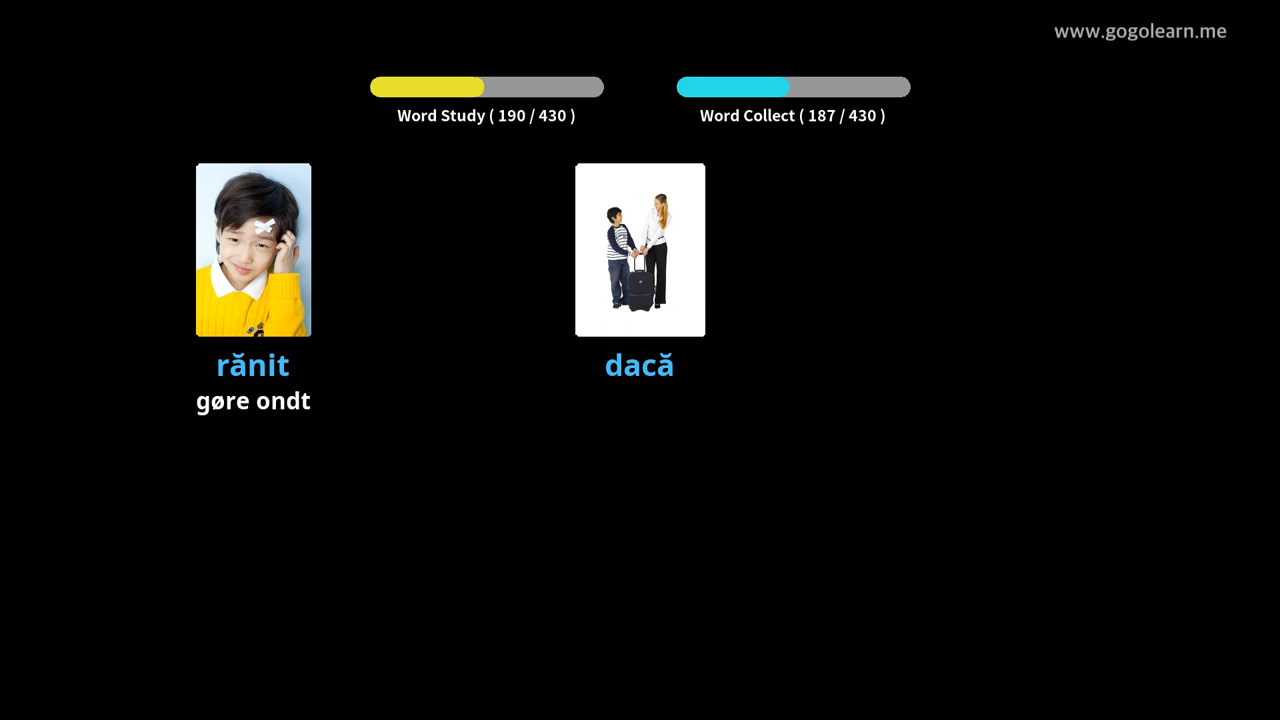 www.gogolearn.me
Word Study ( 190 / 430 )
Word Collect ( 187 / 430 )
rănit
gøre ondt
dacă